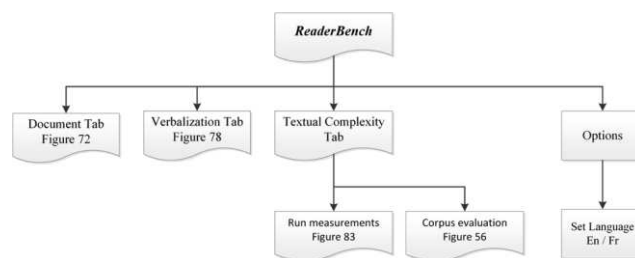 ReaderBench
Document Tab
Figure 72
Verbalization Tab
Figure 78
Textual Complexity
Tab
Options
Run measurements
Figure 83
Corpus evaluation
Figure 56
Set Language
En / Fr